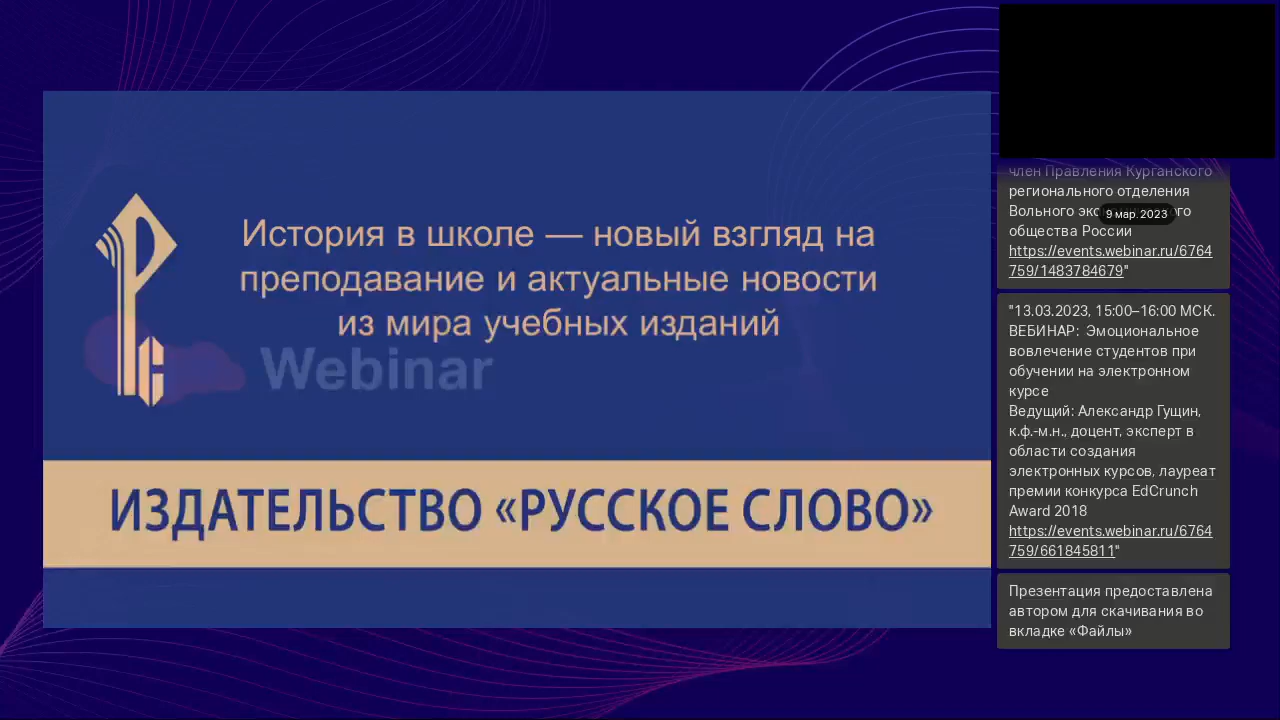 История в школе — новый взгляд на
преподавание и актуальные новости
из мира учебных изданий
Webinar
ИЗДАТЕЛЬСТВО «РУССКОЕ СЛОВО»
член Правления Курганского
регионального отделения
Вольного
9 мар. 2023
общества России
https://events.webinar.ru/6764
759/1483784679"
"13.03.2023, 15:00–16:00 МСК.
ВЕБИНАР: Эмоциональное
вовлечение студентов при
обучении на электронном
курсе
Ведущий: Александр Гущин,
к.ф.-м.н., доцент, эксперт в
области создания
электронных курсов, лауреат
премии конкурса EdCrunch
Award 2018
https://events.webinar.ru/6764
759/661845811"
Презентация предоставлена
автором для скачивания во
вкладке «Файлы»